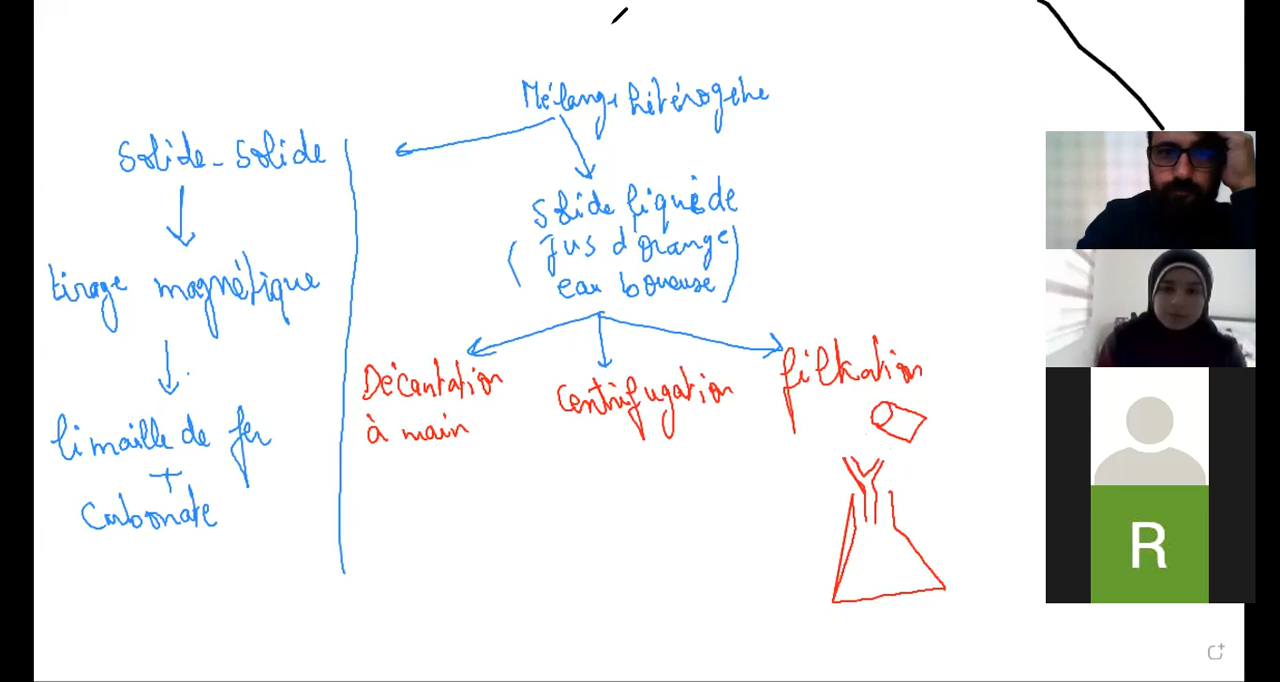 Mélange hétérogène
Solide - Solide
tirage magnétique
limaille de fer
+
Carbonate
Solide liquide
( Jus d'orange
eau boueuse )
Décantation
à main
Centrifugation
filtration
R